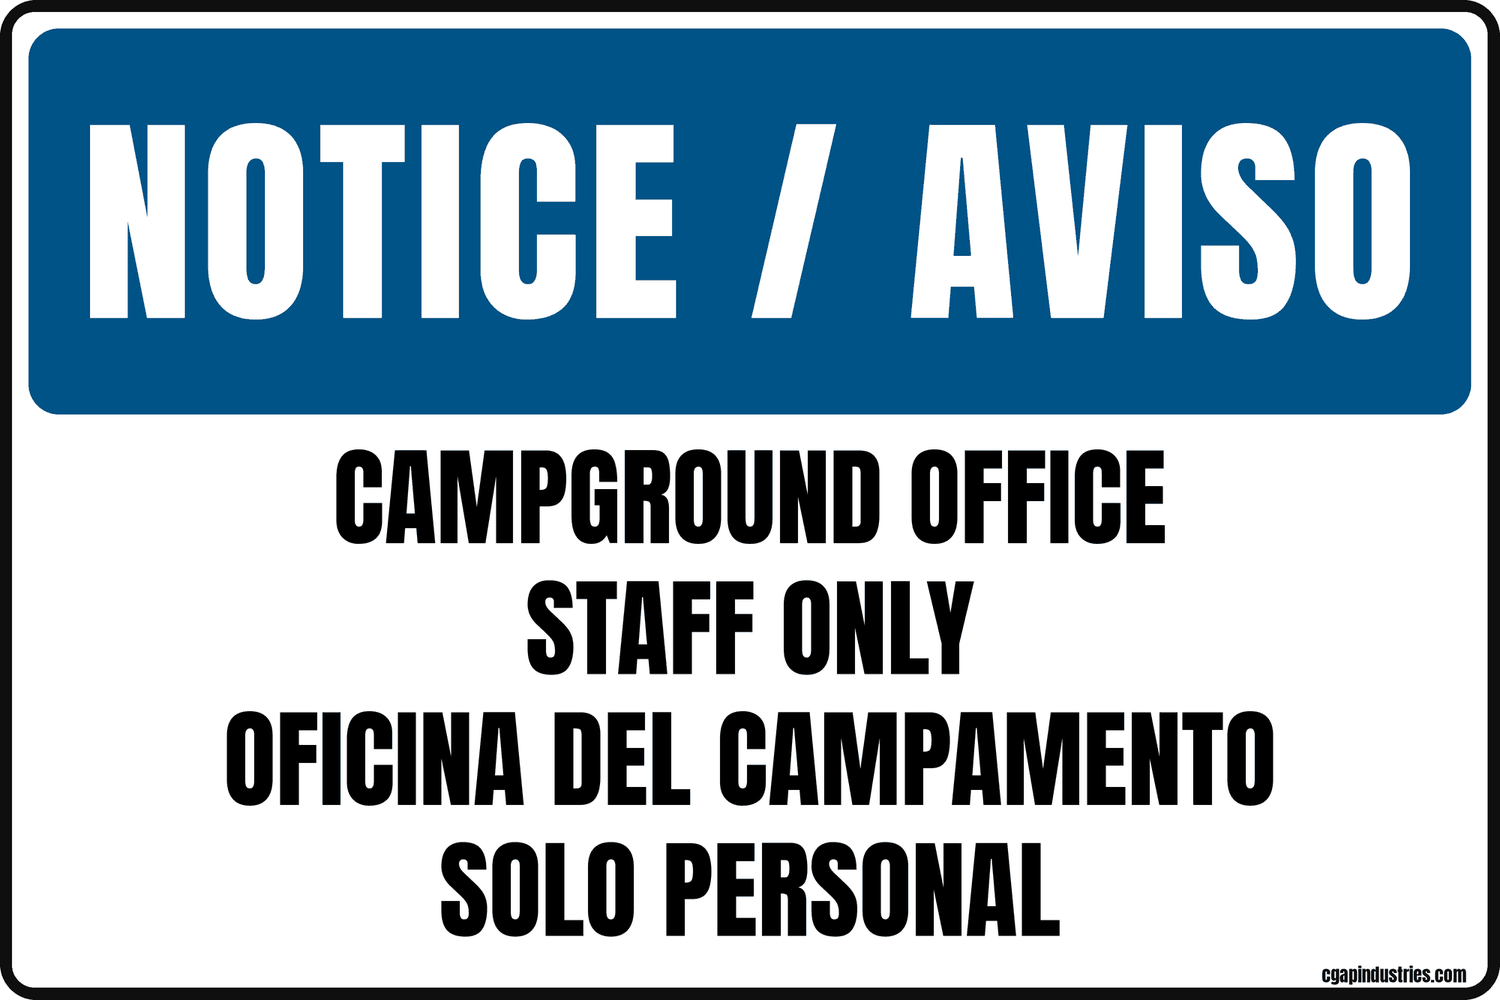 NOTICE / AVISO
CAMPGROUND OFFICE
STAFF ONLY
OFICINA DEL CAMPAMENTO
SOLO PERSONAL
cgapindustries.com